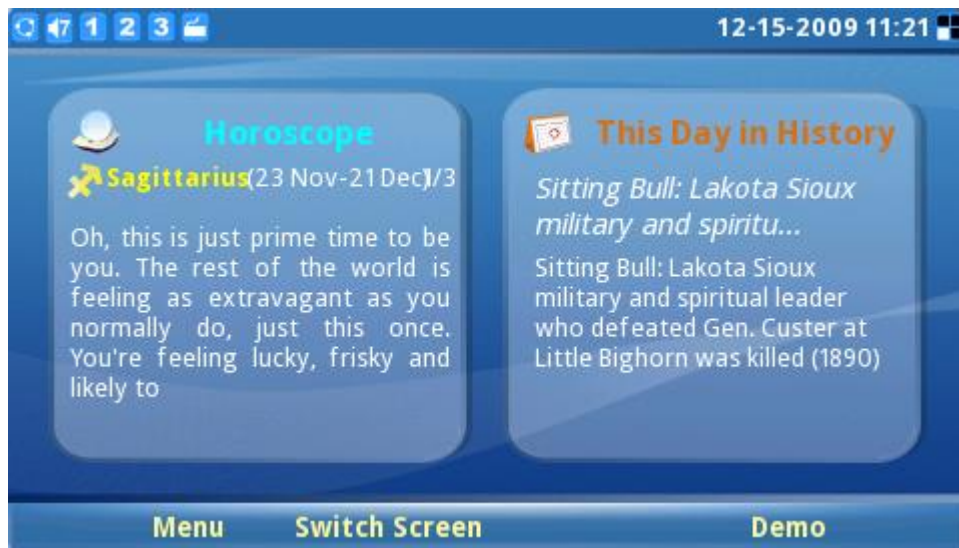 7 1 2 3 12-15-2009 11:21
Horoscope
Sagittarius(23 Nov-21Dec)1/3
Oh, this is just prime time to be
you. The rest of the world is
feeling as extravagant as you
normally do, just this once.
You're feeling lucky, frisky and
likely to
This Day in History
Sitting Bull: Lakota Sioux
military and spiritu...
Sitting Bull: Lakota Sioux
military and spiritual leader
who defeated Gen. Custer at
Little Bighorn was killed (1890)
Menu Switch Screen Demo